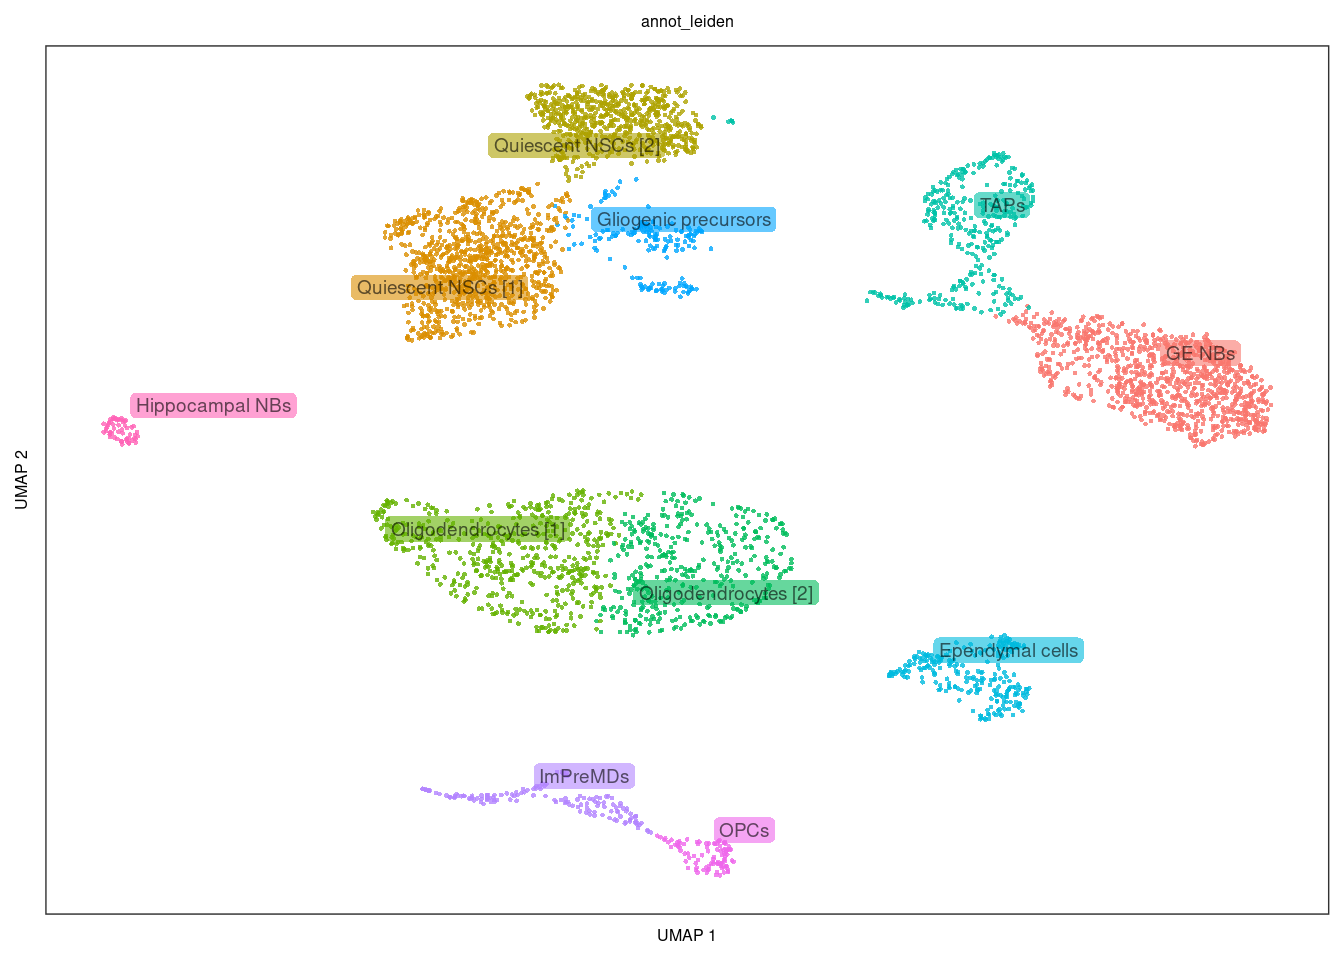 annot_leiden
Quiescent NSCs [2]
TAPs
Gliogenic precursors
Quiescent NSCs [1]
GE NBs
Hippocampal NBs
UMAP 2
Oligodendrocytes [1]
Oligodendrocytes [2]
Ependymal cells
ImPreMDs
OPCs
UMAP 1